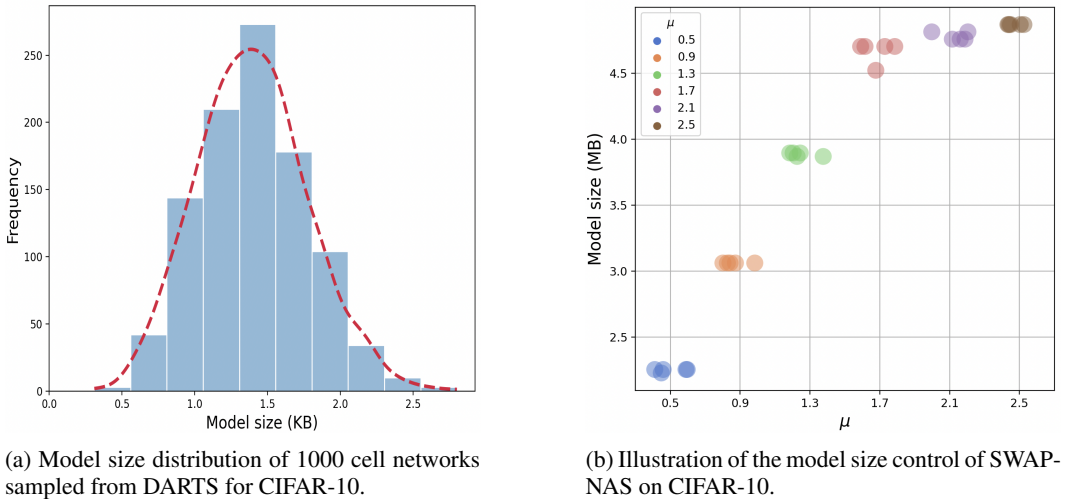 250
200
150
100
50
0
Frequency
0.0 0.5 1.0 1.5 2.0 2.5
Model size (KB)
(a) Model size distribution of 1000 cell networks
sampled from DARTS for CIFAR-10.
μ
0.5
0.9
1.3
1.7
2.1
2.5
4.5
4.0
3.5
3.0
2.5
Model size (MB)
0.5 0.9 1.3 1.7 2.1 2.5
μ
(b) Illustration of the model size control of SWAP-
NAS on CIFAR-10.